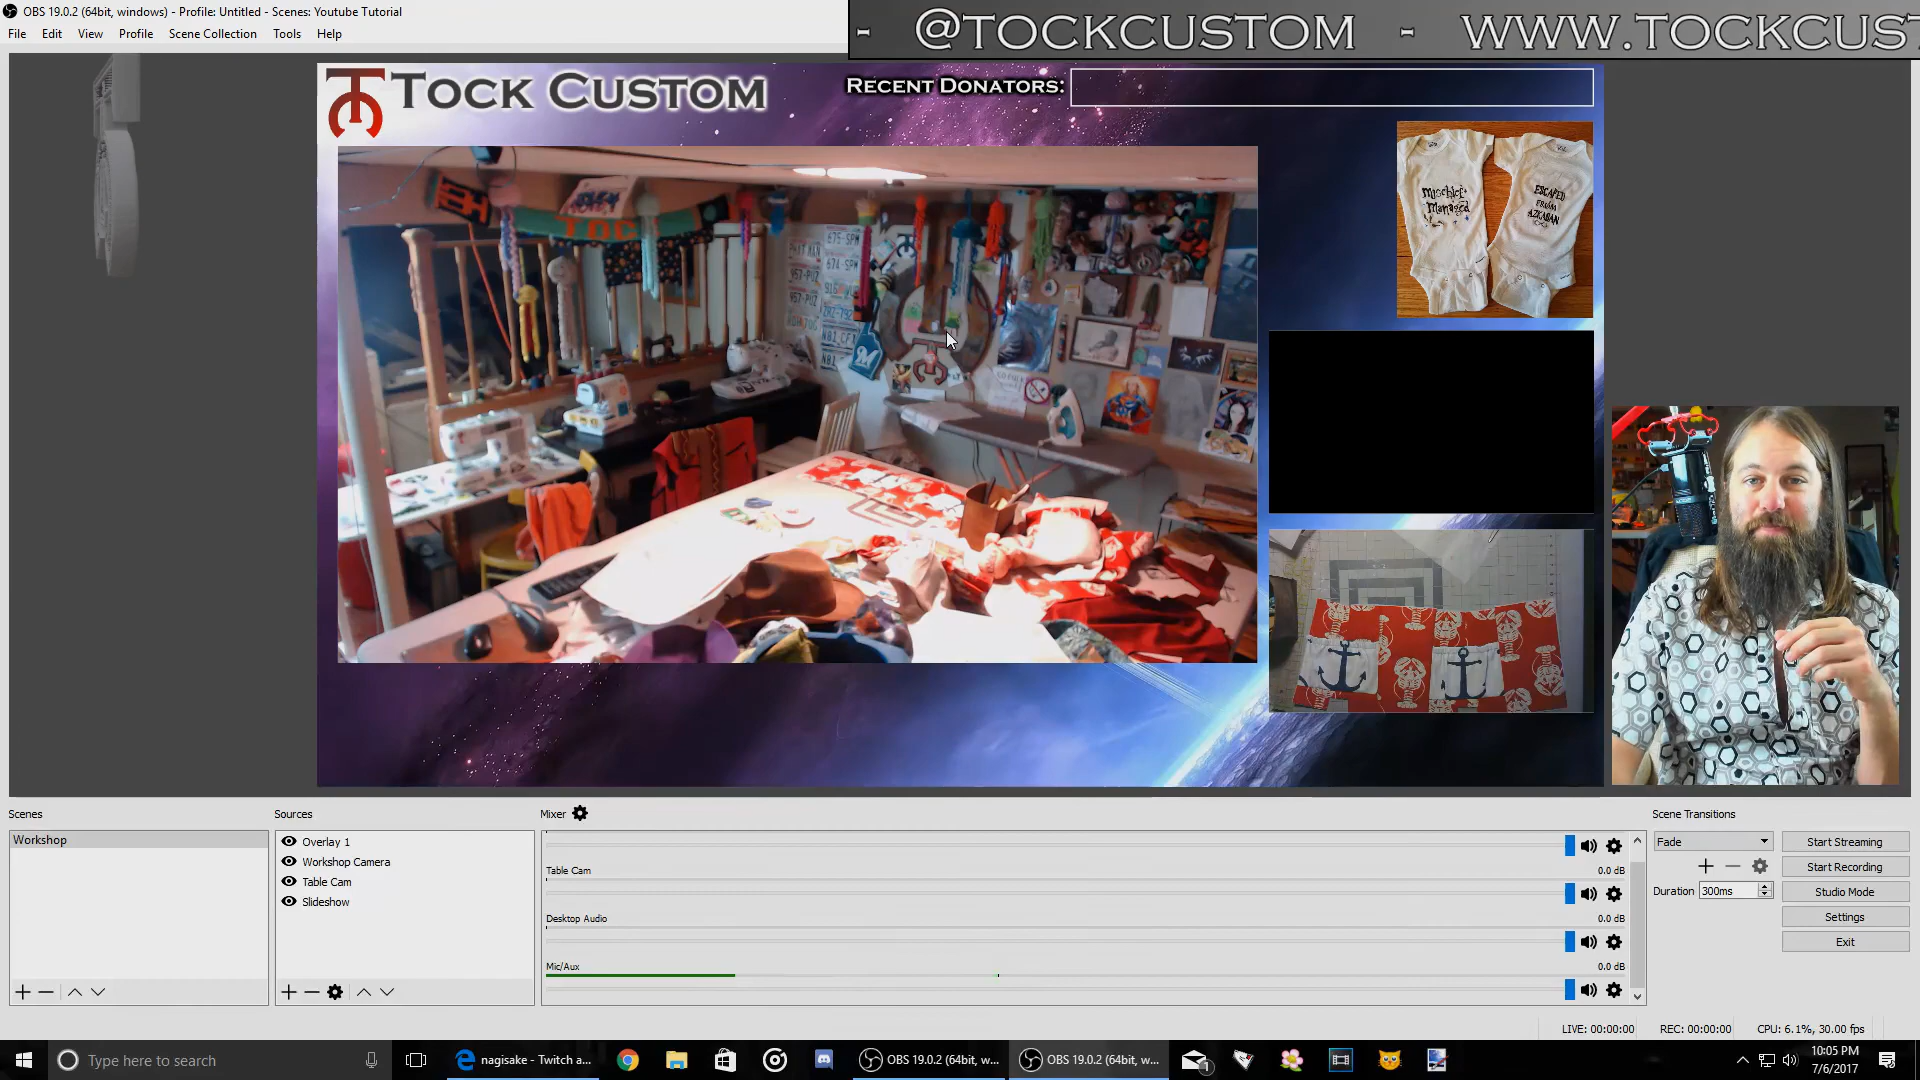 OBS 19.0.2 (64bit, windows) - Profile: Untitled - Scenes: Youtube Tutorial
- @TOCKCUSTOM - WWW.TOCKCUS
File Edit View Profile Scene Collection Tools Help
TOCK CUSTOM
RECENT DONATORS:
Mischief Managed
ESCAPED FROM AZKABAN
TOC
Scenes
Workshop
Sources
Overlay 1
Workshop Camera
Table Cam
Slideshow
Mixer
Table Cam 0.0 dB
Desktop Audio 0.0 dB
Mic/Aux 0.0 dB
Scene Transitions
Fade
Duration 300ms
Start Streaming
Start Recording
Studio Mode
Settings
Exit
LIVE: 00:00:00 REC: 00:00:00 CPU: 6.1%, 30.00 fps
Type here to search
nagisake - Twitch a...
OBS 19.0.2 (64bit, w...
OBS 19.0.2 (64bit, w...
10:05 PM
7/6/2017